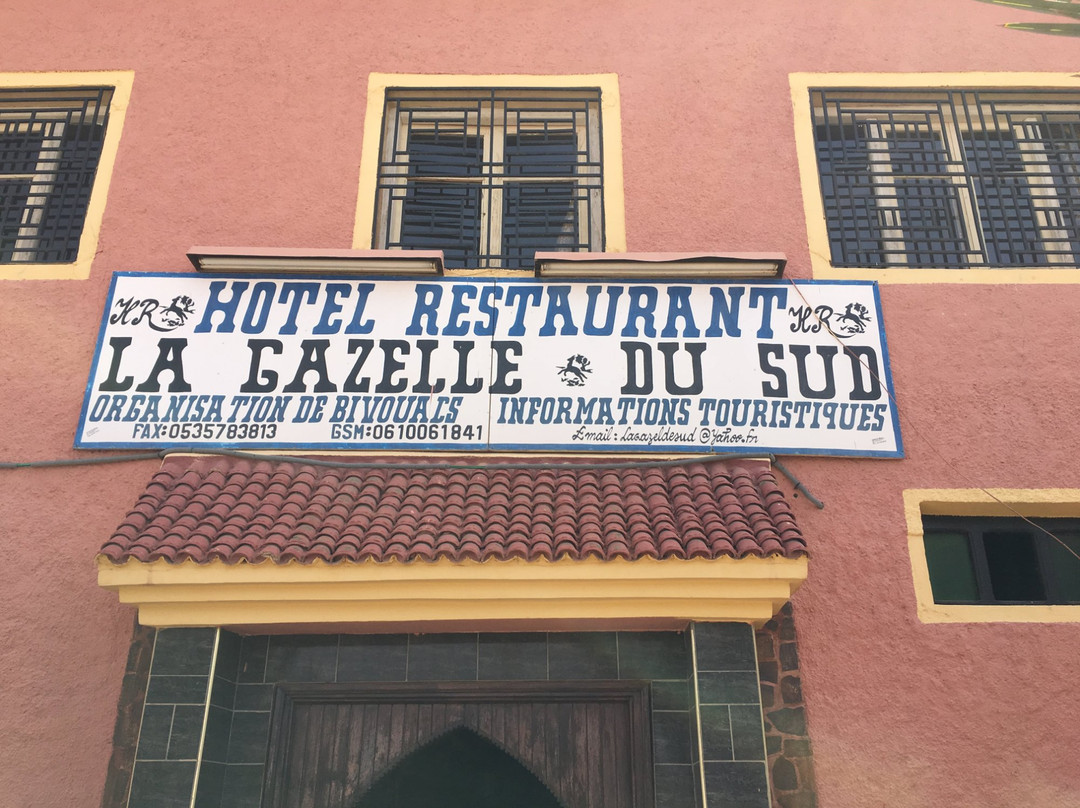 HR HOTEL RESTAURANT HR
LA GAZELLE DU SUD
ORGANISATION DE BIVOUACS INFORMATIONS TOURISTIQUES
FAX:0535783813 GSM:0610061841 Email: Lagazeldesud@yahoo.fr